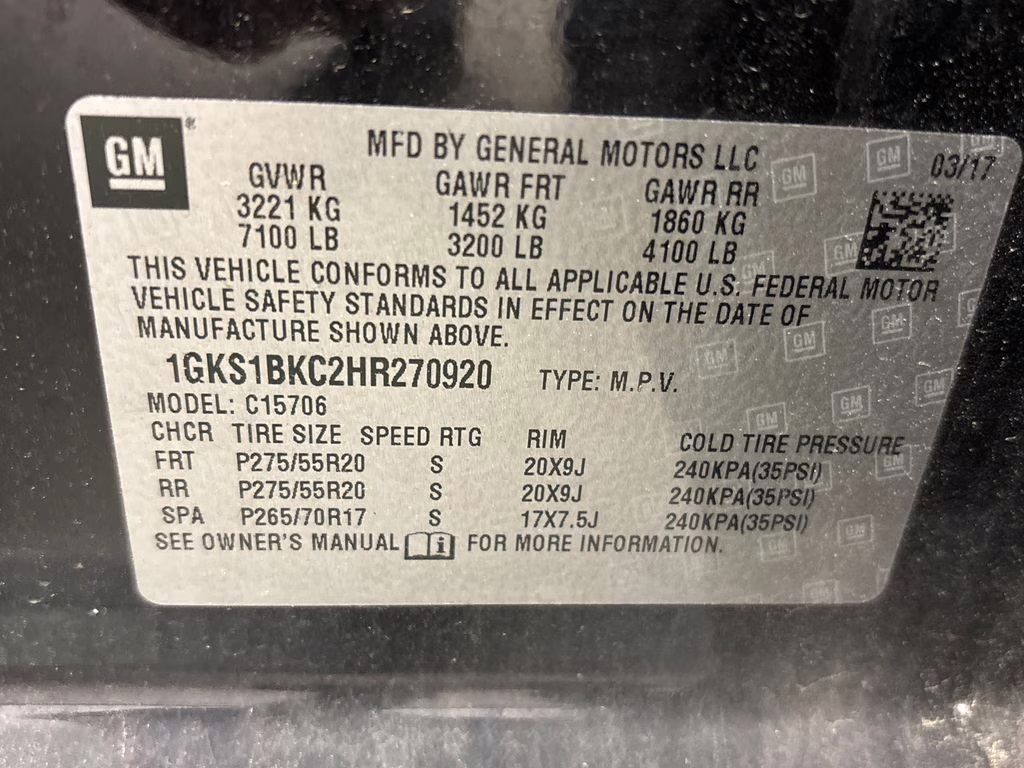 GM
MFD BY GENERAL MOTORS LLC
03/17
GVWR GAWR FRT GAWR RR
3221 KG 1452 KG 1860 KG
7100 LB 3200 LB 4100 LB
THIS VEHICLE CONFORMS TO ALL APPLICABLE U.S. FEDERAL MOTOR
VEHICLE SAFETY STANDARDS IN EFFECT ON THE DATE OF
MANUFACTURE SHOWN ABOVE.
1GKS1BKC2HR270920 TYPE: M.P.V.
MODEL: C15706
CHCR TIRE SIZE SPEED RTG RIM COLD TIRE PRESSURE
FRT P275/55R20 S 20X9J 240KPA(35PSI)
RR P275/55R20 S 20X9J 240KPA(35PSI)
SPA P265/70R17 S 17X7.5J 240KPA(35PSI)
SEE OWNER'S MANUAL i FOR MORE INFORMATION.